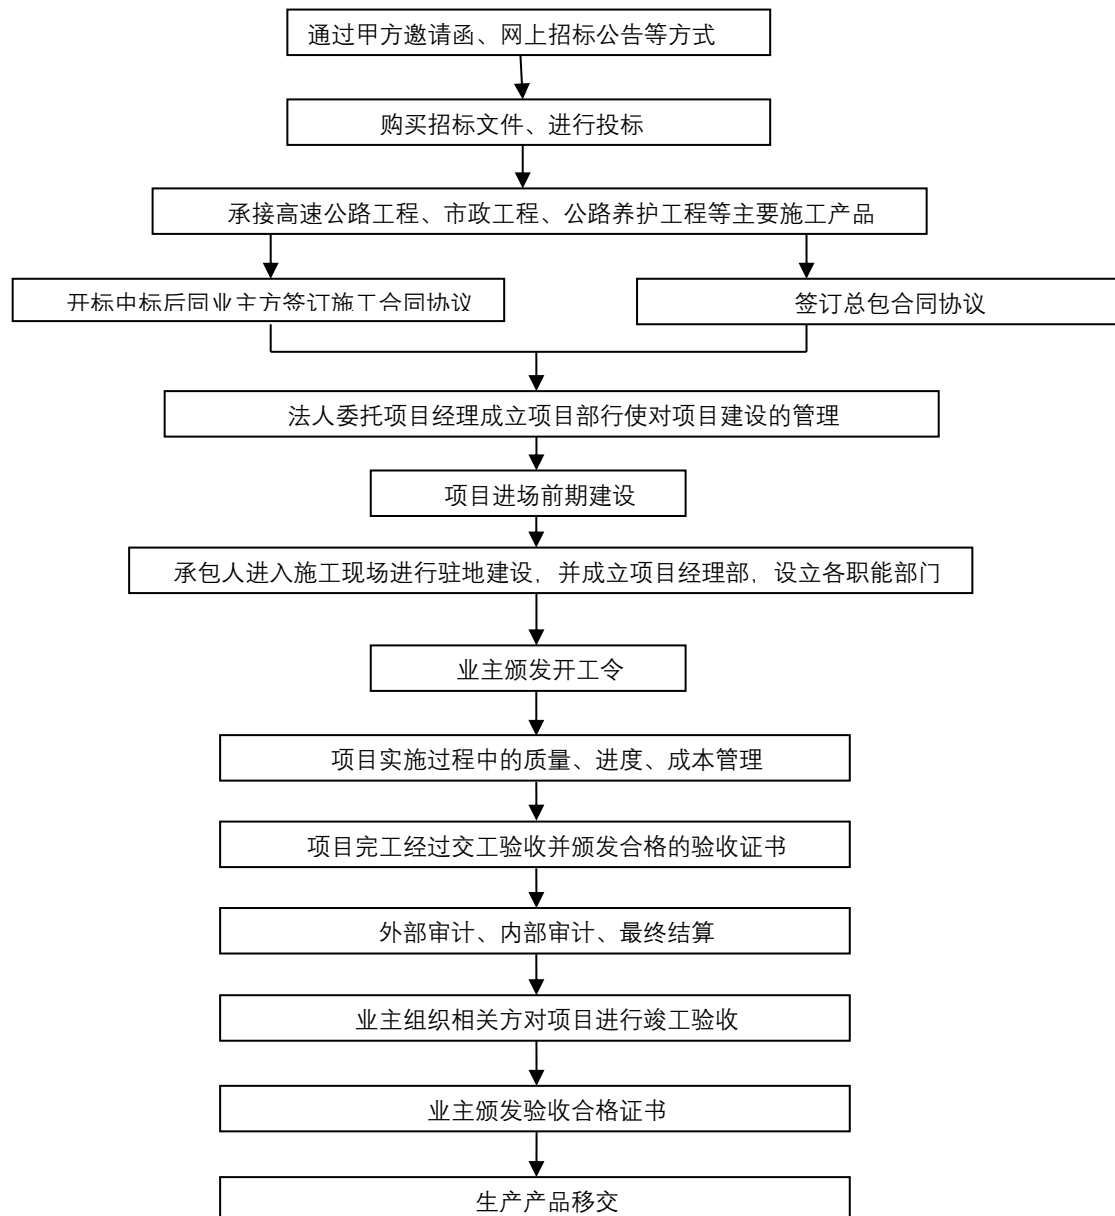 通过甲方邀请函、网上招标公告等方式
购买招标文件、进行投标
承接高速公路工程、市政工程、公路养护工程等主要施工产品
开标中标后同业主方签订施工合同协议
签订总包合同协议
法人委托项目经理成立项目部行使对项目建设的管理
项目进场前期建设
承包人进入施工现场进行驻地建设，并成立项目经理部，设立各职能部门
业主颁发开工令
项目实施过程中的质量、进度、成本管理
项目完工经过交工验收并颁发合格的验收证书
外部审计、内部审计、最终结算
业主组织相关方对项目进行竣工验收
业主颁发验收合格证书
生产产品移交